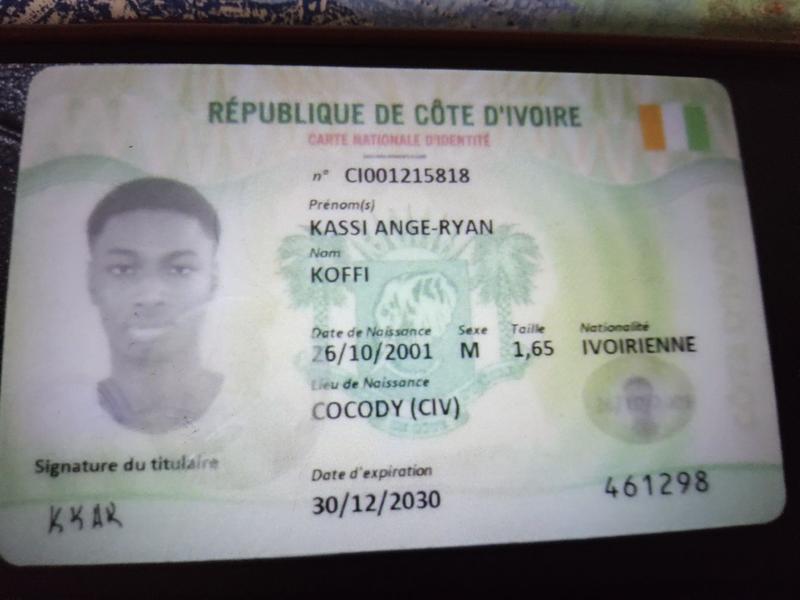 RÉPUBLIQUE DE CÔTE D'IVOIRE
CARTE NATIONALE D'IDENTITÉ
n° CI001215818
Prénom(s)
KASSI ANGE-RYAN
Nom
KOFFI
Date de Naissance Sexe Taille Nationalité
26/10/2001 M 1,65 IVOIRIENNE
Lieu de Naissance
COCODY (CIV)
Signature du titulaire
Date d'expiration
30/12/2030
461298
KKAR